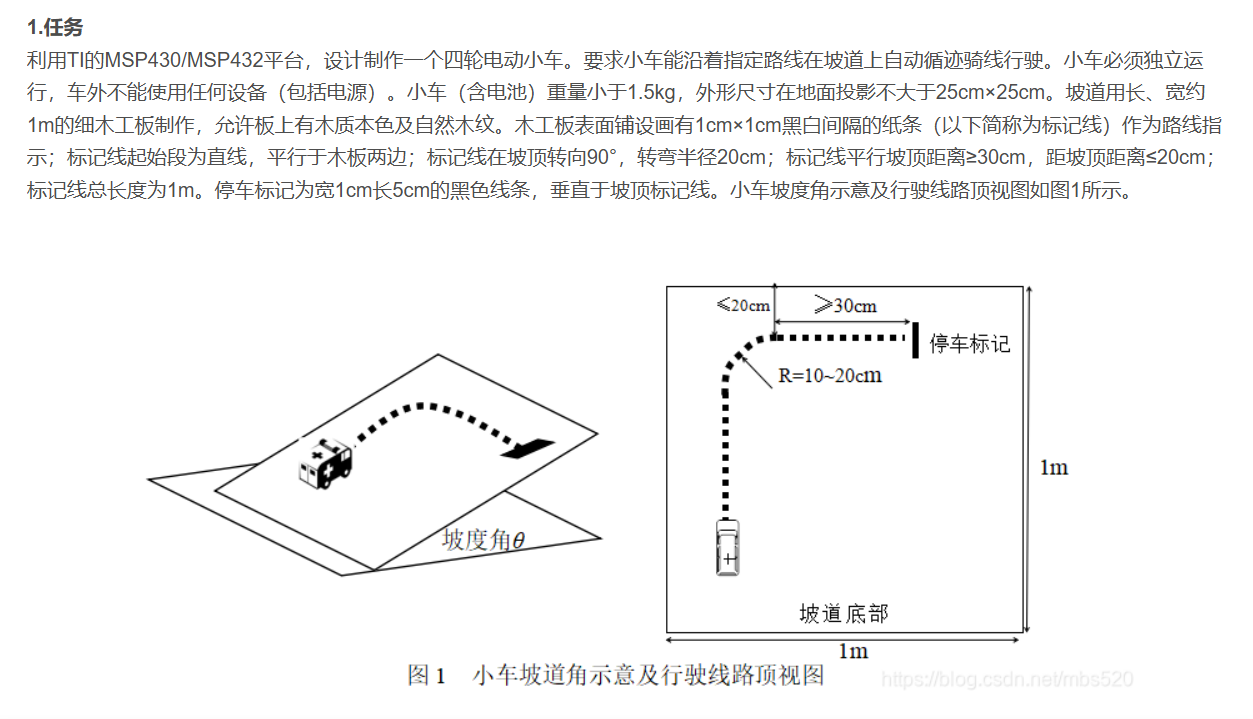 1.任务
利用TI的MSP430/MSP432平台，设计制作一个四轮电动小车。要求小车能沿着指定路线在坡道上自动循迹骑线行驶。小车必须独立运
行，车外不能使用任何设备（包括电源）。小车（含电池）重量小于1.5kg，外形尺寸在地面投影不大于25cm×25cm。坡道用长、宽约
1m的细木工板制作，允许板上有木质本色及自然木纹。木工板表面铺设画有1cm×1cm黑白间隔的纸条（以下简称为标记线）作为路线指
示；标记线起始段为直线，平行于木板两边；标记线在坡顶转向90°，转弯半径20cm；标记线平行坡顶距离≥30cm，距坡顶距离≤20cm；
标记线总长度为1m。停车标记为宽1cm长5cm的黑色线条，垂直于坡顶标记线。小车坡度角示意及行驶线路顶视图如图1所示。
≤20cm
≥30cm
停车标记
R=10~20cm
1m
坡度角θ
坡道底部
1m
图1 小车坡道角示意及行驶线路顶视图
https://blog.csdn.net/mbs520